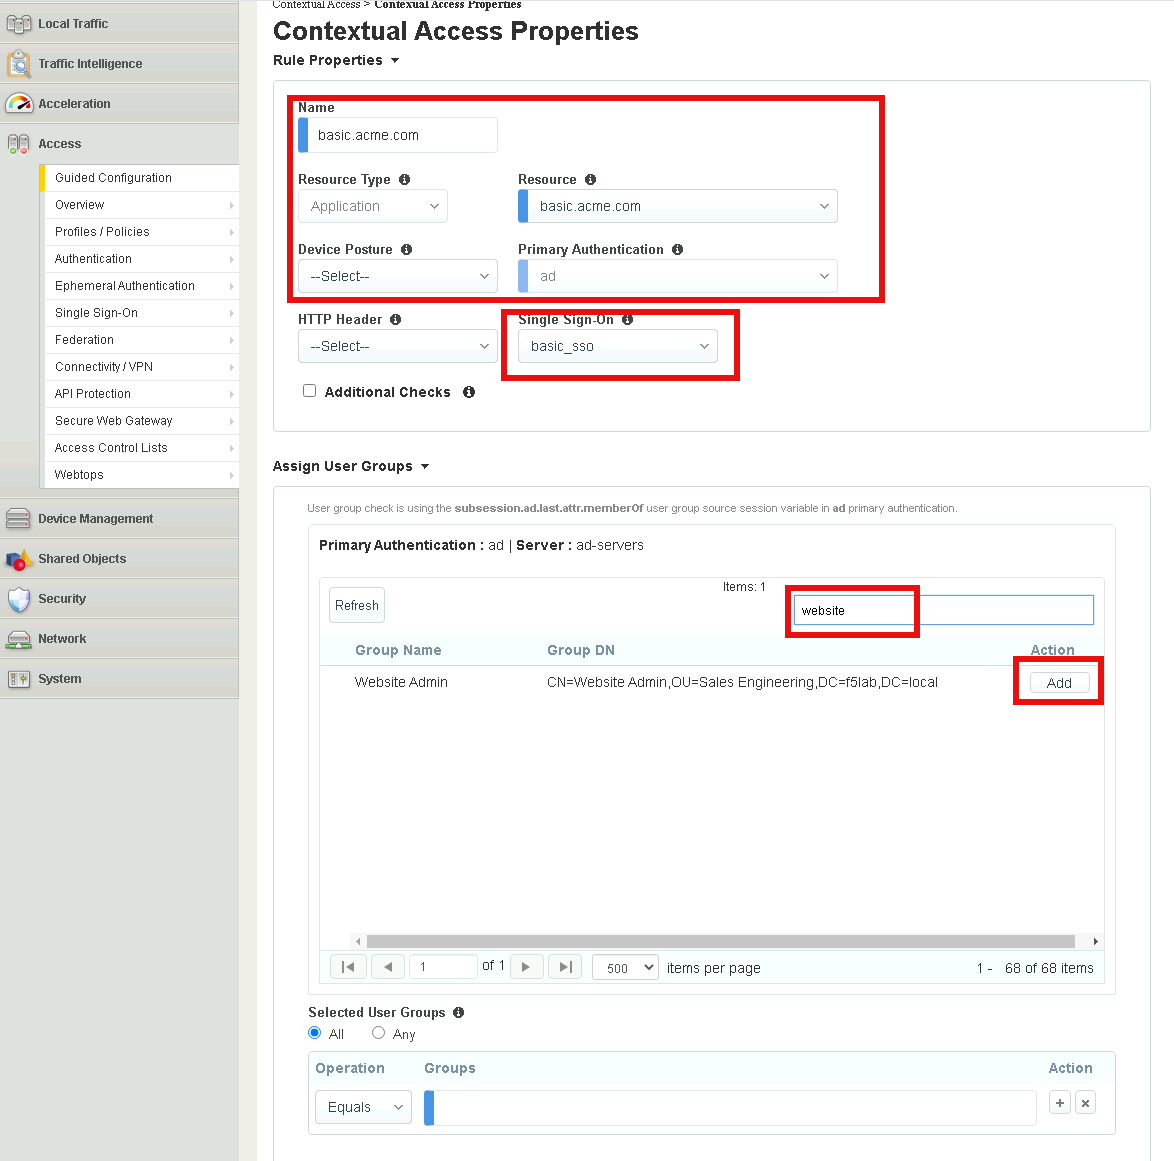 Contextual Access > Contextual Access Properties
Contextual Access Properties
Rule Properties
Local Traffic
Traffic Intelligence
Acceleration
Access
Guided Configuration
Overview
Profiles / Policies
Authentication
Ephemeral Authentication
Single Sign-On
Federation
Connectivity / VPN
API Protection
Secure Web Gateway
Access Control Lists
Webtops
Device Management
Shared Objects
Security
Network
System
Name
basic.acme.com
Resource Type Resource
Application basic.acme.com
Device Posture Primary Authentication
--Select-- ad
HTTP Header Single Sign-On
--Select-- basic_sso
Additional Checks
Assign User Groups
User group check is using the subsession.ad.last.attr.memberOf user group source session variable in ad primary authentication.
Primary Authentication : ad | Server : ad-servers
Items: 1
Refresh website
Group Name Group DN Action
Website Admin CN=Website Admin,OU=Sales Engineering,DC=f5lab,DC=local Add
1 of 1 500 items per page 1 - 68 of 68 items
Selected User Groups
All Any
Operation Groups Action
Equals + x